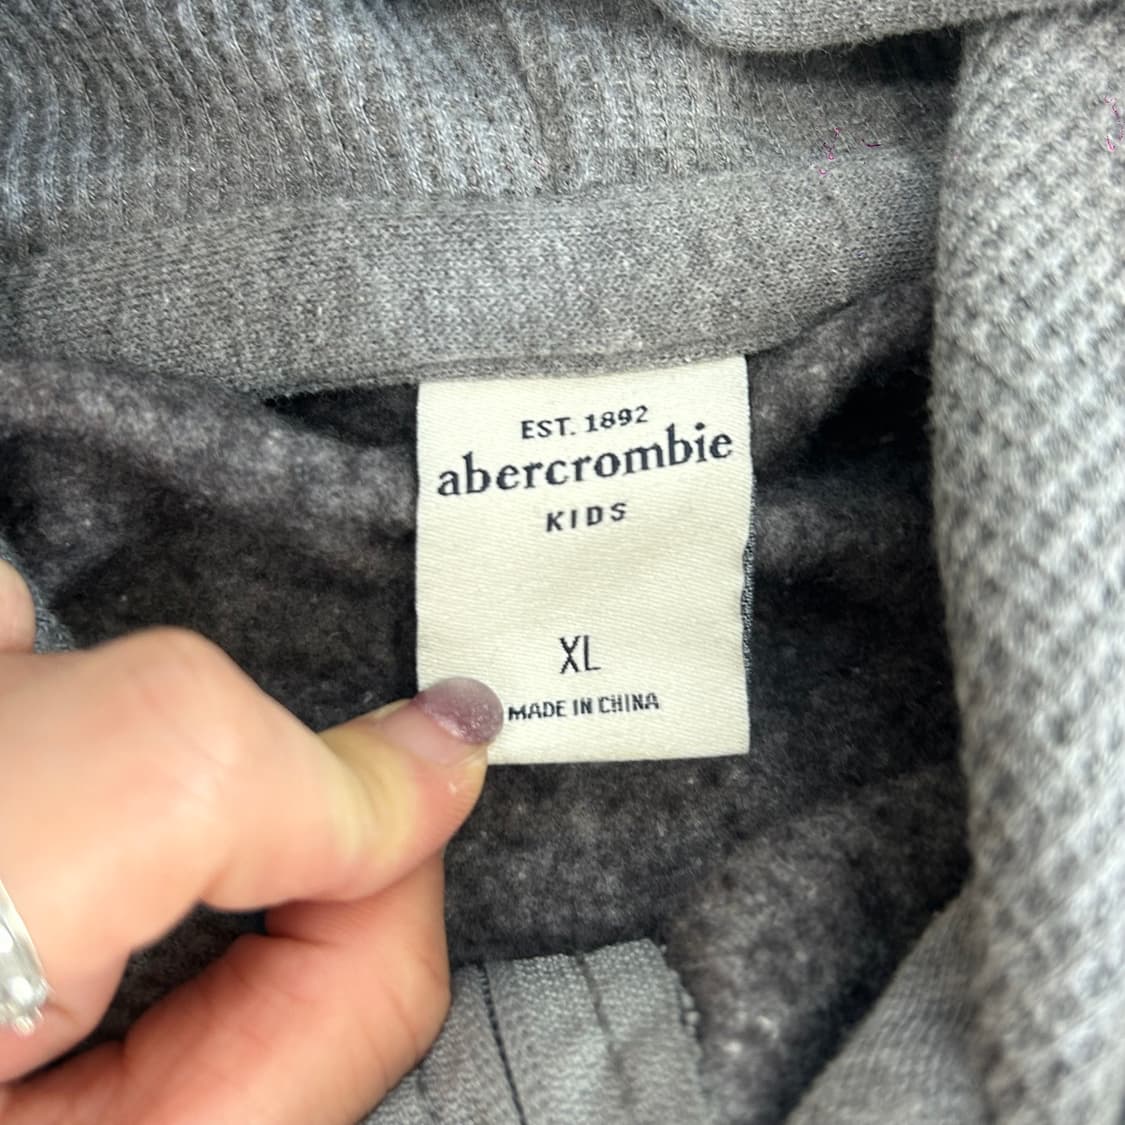 EST. 1892
abercrombie
KIDS
XL
MADE IN CHINA